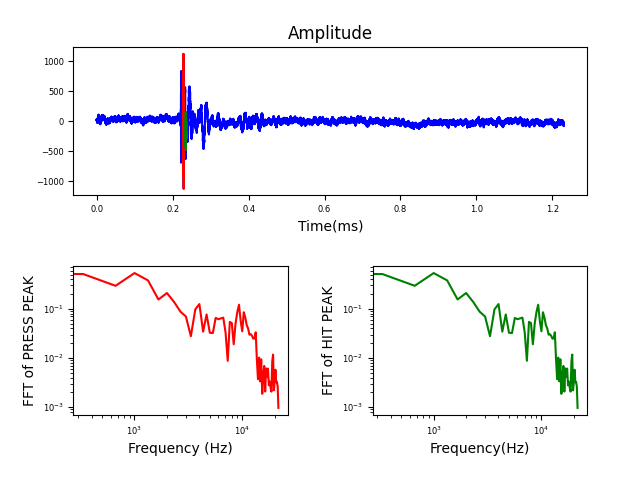 Amplitude
1000
500
0
−500
−1000
0.0 0.2 0.4 0.6 0.8 1.0 1.2
Time(ms)
FFT of PRESS PEAK
10⁻¹
10⁻²
10⁻³
10³ 10⁴
Frequency (Hz)
FFT of HIT PEAK
10⁻¹
10⁻²
10⁻³
10³ 10⁴
Frequency(Hz)